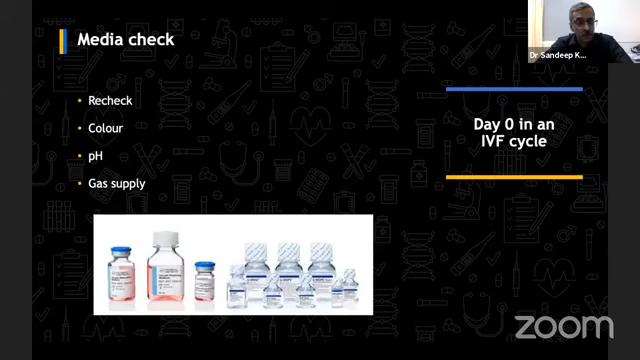 Media check
Recheck
Colour
pH
Gas supply
Day 0 in an
IVF cycle
Dr Sandeep K...
zoom